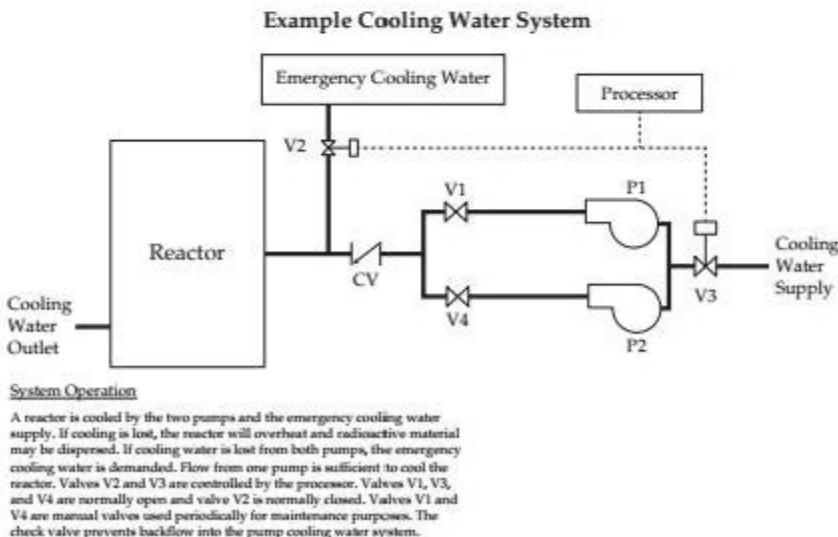 Example Cooling Water System
Emergency Cooling Water
Processor
V2
V1
P1
Reactor
CV
V4
P2
V3
Cooling
Water
Supply
Cooling
Water
Outlet
System Operation
A reactor is cooled by the two pumps and the emergency cooling water
supply. If cooling is lost, the reactor will overheat and radioactive material
may be dispersed. If cooling water is lost from both pumps, the emergency
cooling water is demanded. Flow from one pump is sufficient to cool the
reactor. Valves V2 and V3 are controlled by the processor. Valves V1, V3,
and V4 are normally open and valve V2 is normally closed. Valves V1 and
V4 are manual valves used periodically for maintenance purposes. The
check valve prevents backflow into the pump cooling water system.